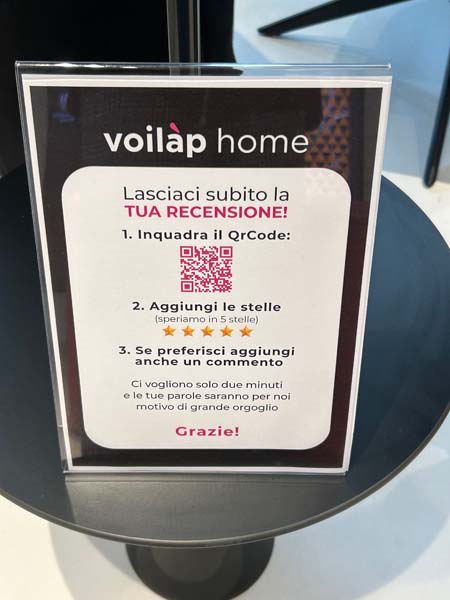 voilàp home
Lasciaci subito la
TUA RECENSIONE!
1. Inquadra il QrCode:
2. Aggiungi le stelle
(speriamo in 5 stelle)
3. Se preferisci aggiungi
anche un commento
Ci vogliono solo due minuti
e le tue parole saranno per noi
motivo di grande orgoglio
Grazie!